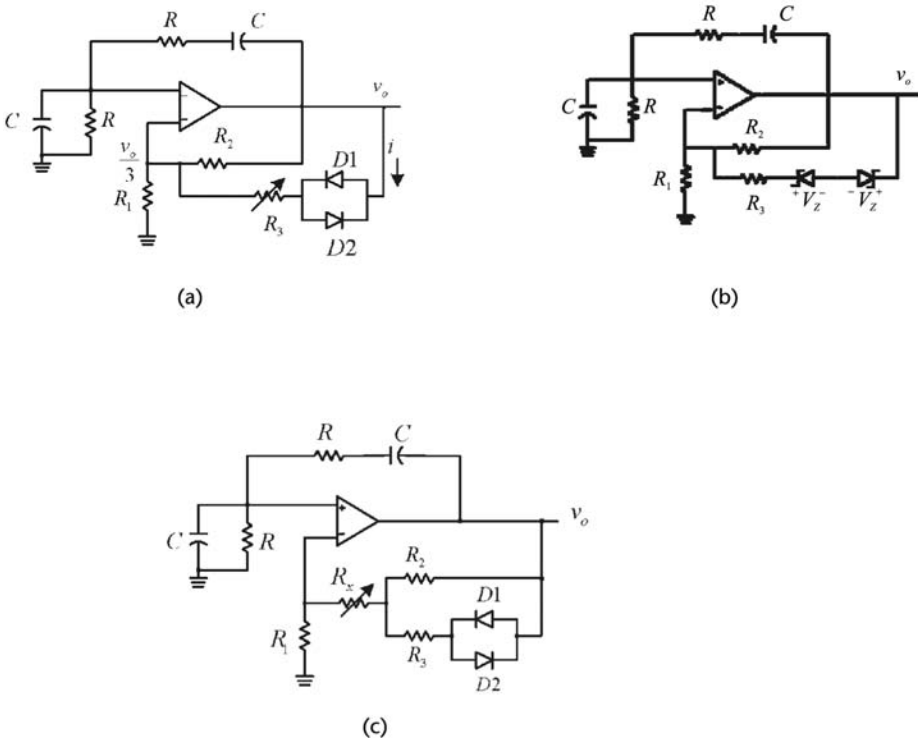 R
C
C
R
v_o
v_o/3
R_2
i
D1
R_1
R_3
D2
(a)
R
C
v_o
C
+
−
R
R_2
R_1
R_3
+V_Z−
−V_Z+
(b)
R
C
C
R
+
−
v_o
R_x
R_2
D1
R_1
R_3
D2
(c)